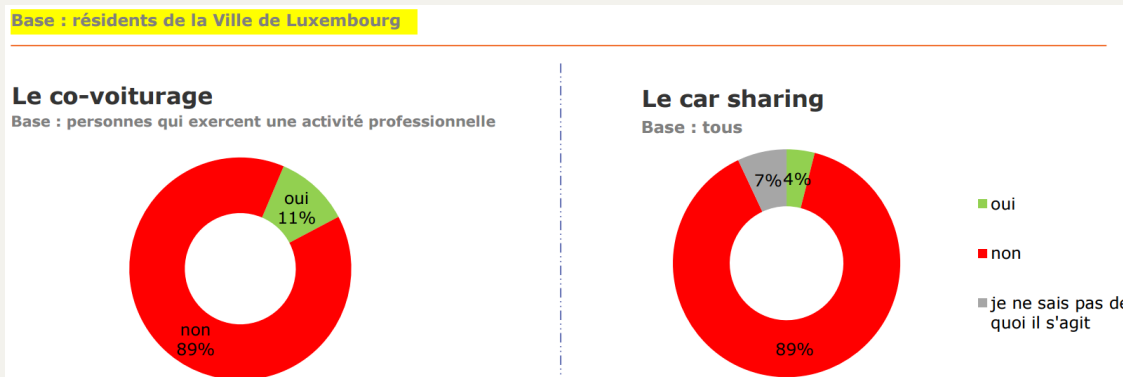 Base : résidents de la Ville de Luxembourg
Le co-voiturage
Base : personnes qui exercent une activité professionnelle
oui
11%
non
89%
Le car sharing
Base : tous
7% 4%
89%
oui
non
je ne sais pas de
quoi il s'agit